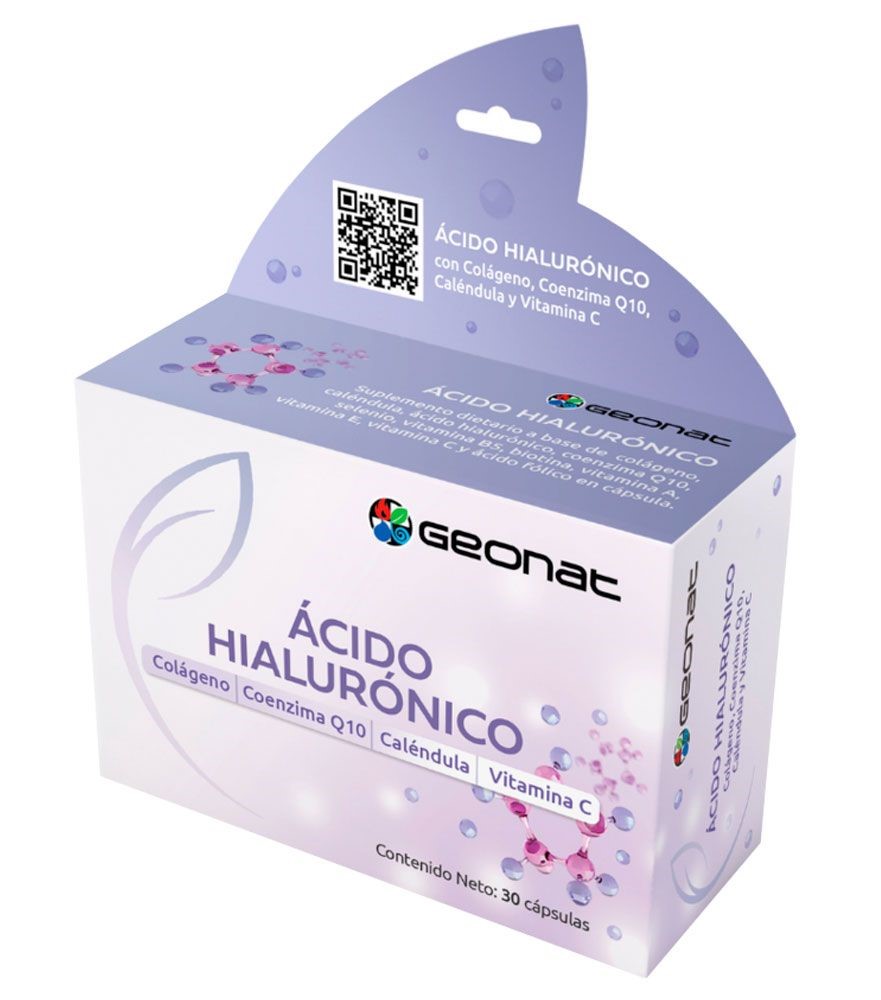 ÁCIDO HIALURÓNICO
con Colágeno, Coenzima Q10,
Caléndula y Vitamina C
Geonat
ÁCIDO HIALURÓNICO
Suplemento dietario a base de colágeno,
caléndula, ácido hialurónico, coenzima Q10,
selenio, vitamina B5, biotina, vitamina A,
vitamina E, vitamina C y ácido fólico en cápsula.
Geonat
ÁCIDO
HIALURÓNICO
Colágeno | Coenzima Q10 | Caléndula | Vitamina C
Contenido Neto: 30 cápsulas
Geonat
ÁCIDO HIALURÓNICO
Colágeno, Coenzima Q10,
Caléndula y Vitamina C